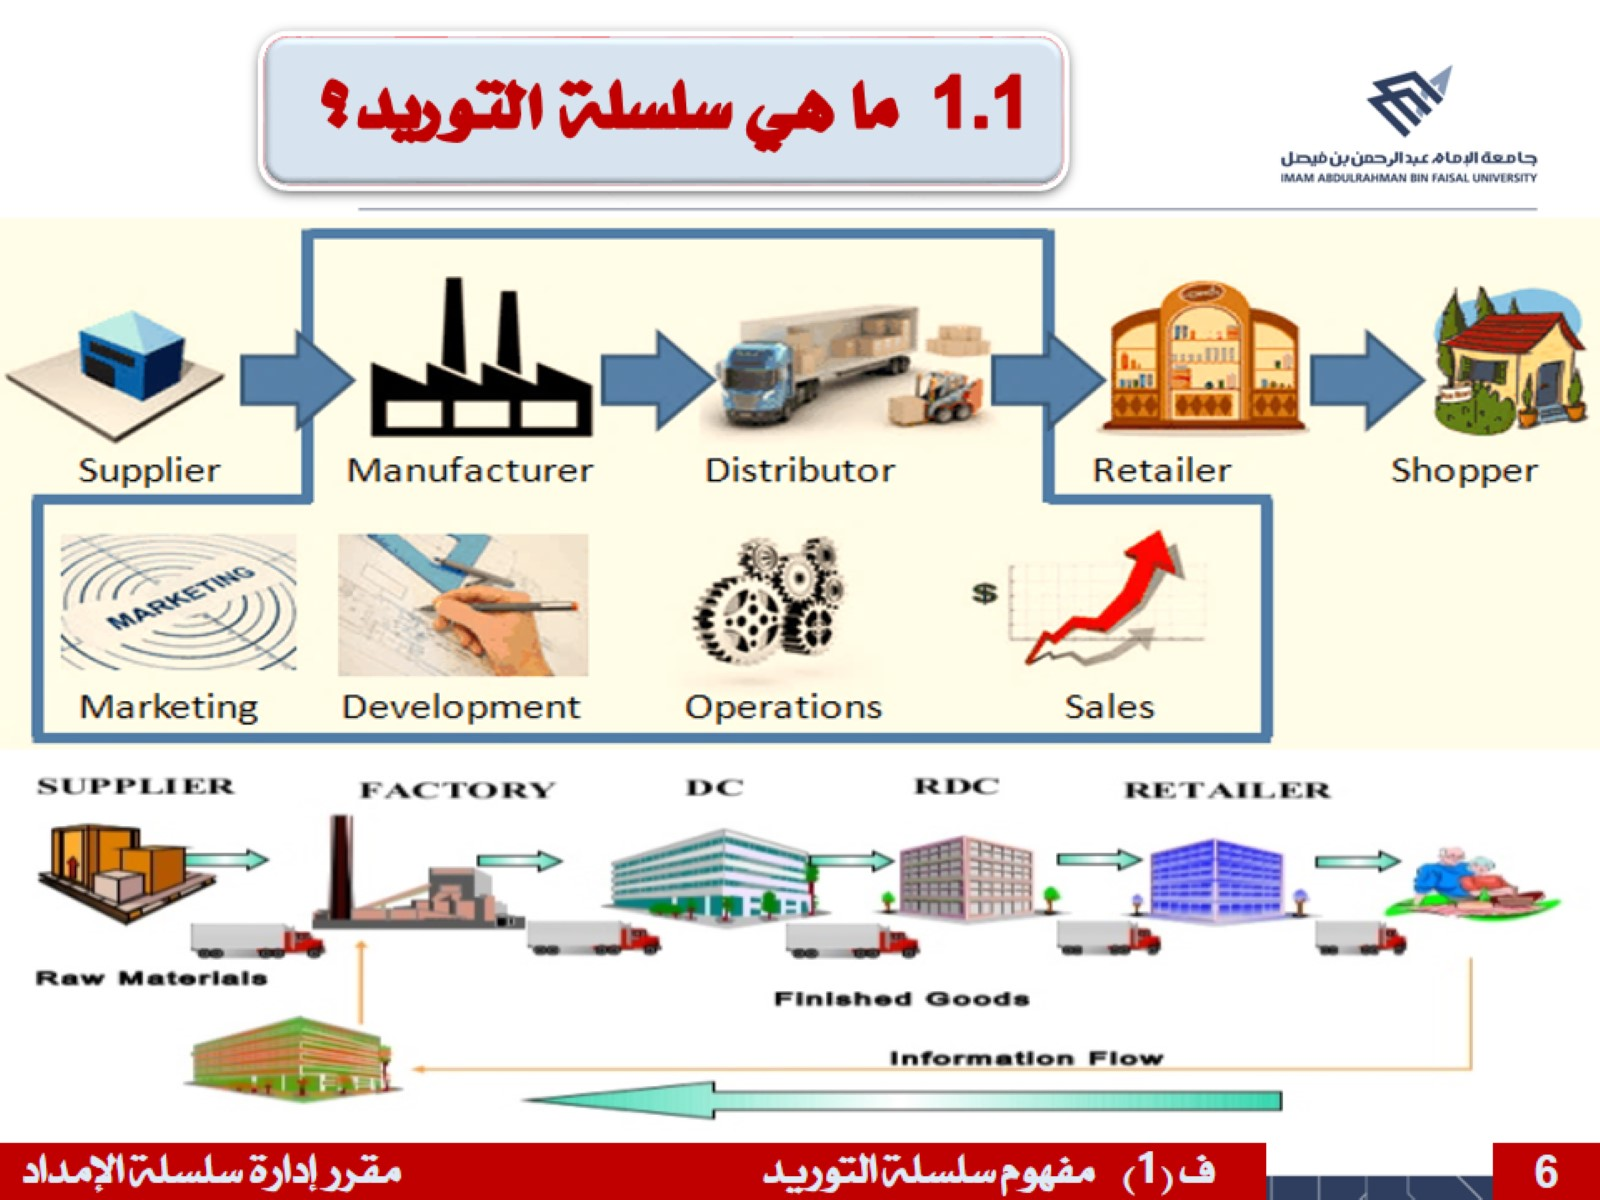 1.1 ما هي سلسلة التوريد؟
جامعة الإمام عبدالرحمن بن فيصل
IMAM ABDULRAHMAN BIN FAISAL UNIVERSITY
Supplier Manufacturer Distributor Retailer Shopper
MARKETING
$
Marketing Development Operations Sales
SUPPLIER FACTORY DC RDC RETAILER
Raw Materials
Finished Goods
Information Flow
مقرر إدارة سلسلة الإمداد
ف(1) مفهوم سلسلة التوريد
6